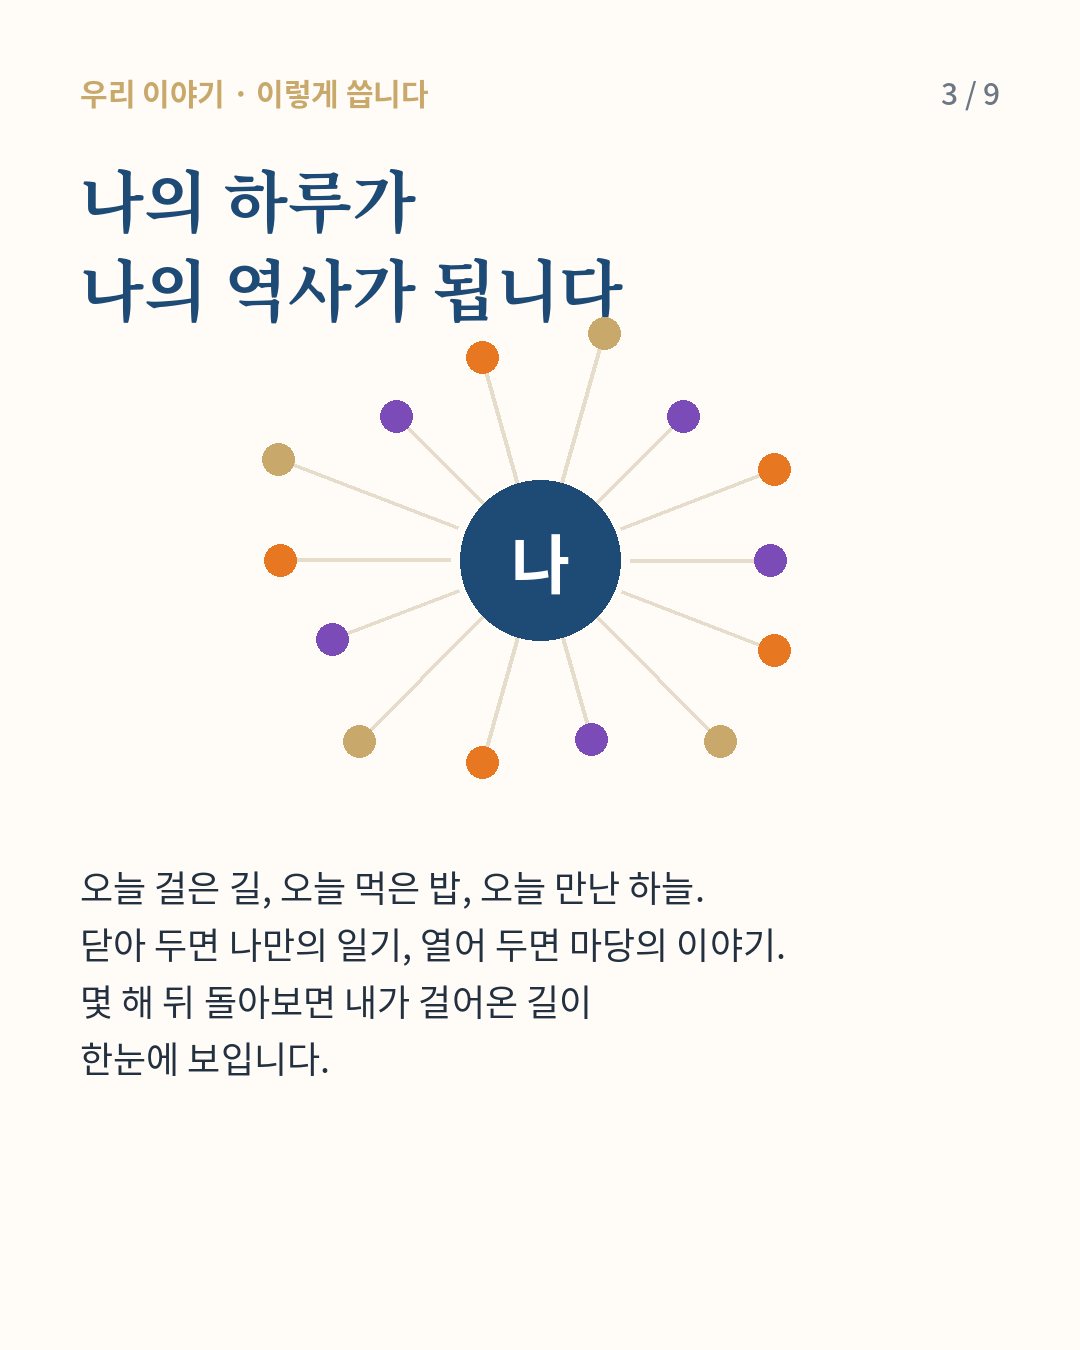 우리 이야기 · 이렇게 씁니다
3 / 9
나의 하루가
나의 역사가 됩니다
나
오늘 걸은 길, 오늘 먹은 밥, 오늘 만난 하늘.
닫아 두면 나만의 일기, 열어 두면 마당의 이야기.
몇 해 뒤 돌아보면 내가 걸어온 길이
한눈에 보입니다.